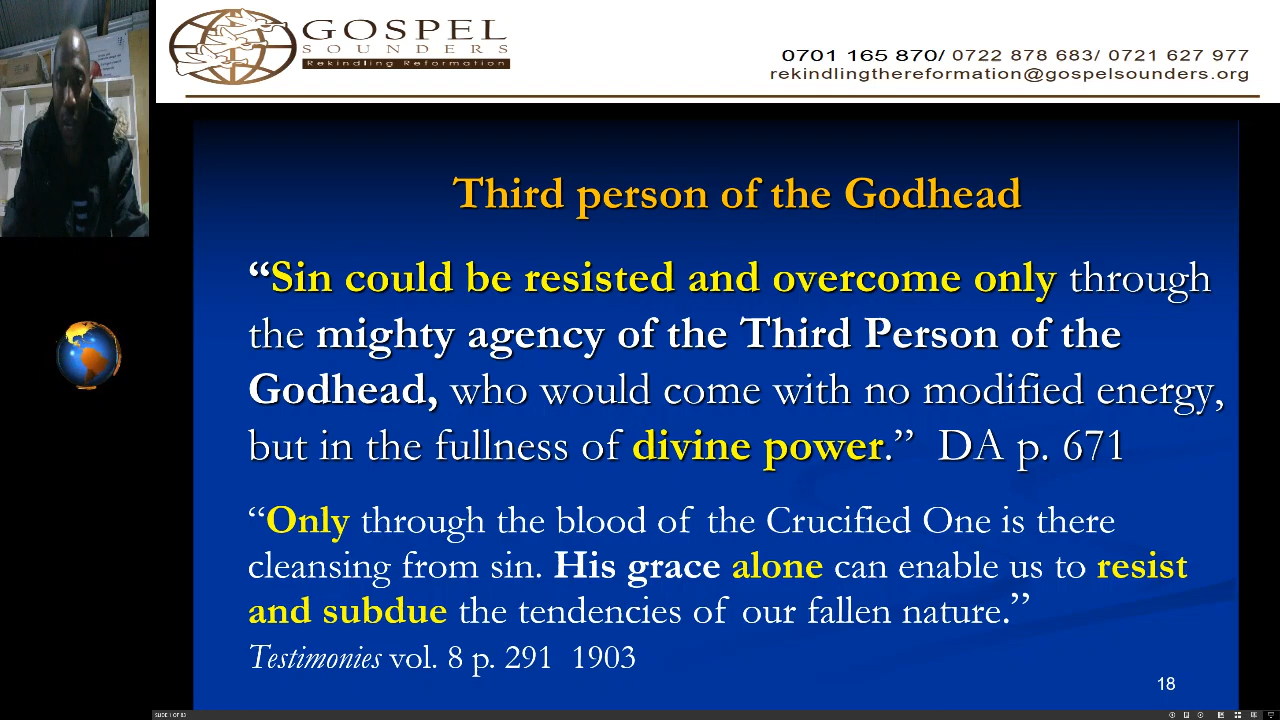 GOSPEL
SOUNDERS
Rekindling Reformation
0701 165 870/ 0722 878 683/ 0721 627 977
rekindlingthereformation@gospelsounders.org
Third person of the Godhead
“Sin could be resisted and overcome only through
the mighty agency of the Third Person of the
Godhead, who would come with no modified energy,
but in the fullness of divine power.” DA p. 671
“Only through the blood of the Crucified One is there
cleansing from sin. His grace alone can enable us to resist
and subdue the tendencies of our fallen nature.”
Testimonies vol. 8 p. 291 1903
18